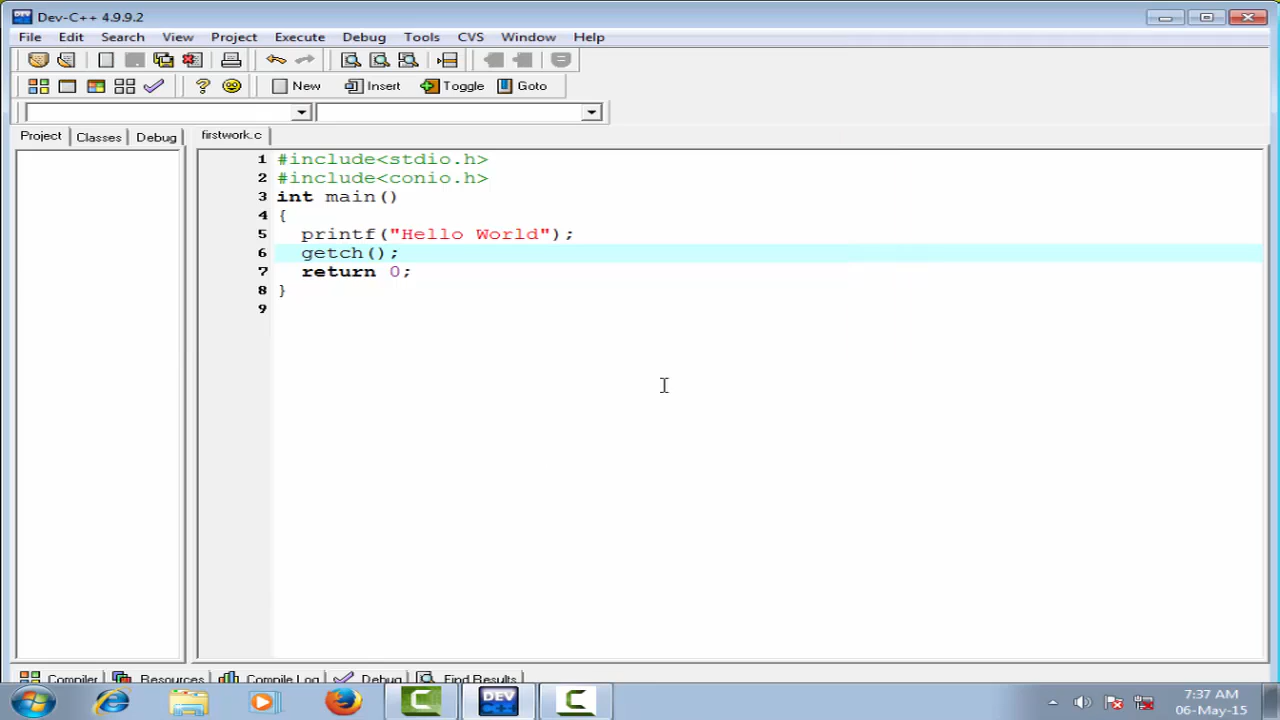 Dev-C++ 4.9.9.2
File Edit Search View Project Execute Debug Tools CVS Window Help
New Insert Toggle Goto
Project Classes Debug firstwork.c
1 #include<stdio.h>
2 #include<conio.h>
3 int main()
4 {
5 printf("Hello World");
6 getch();
7 return 0;
8 }
9
Compiler Resources Compile Log Debug Find Results
DEV C++
7:37 AM
06-May-15